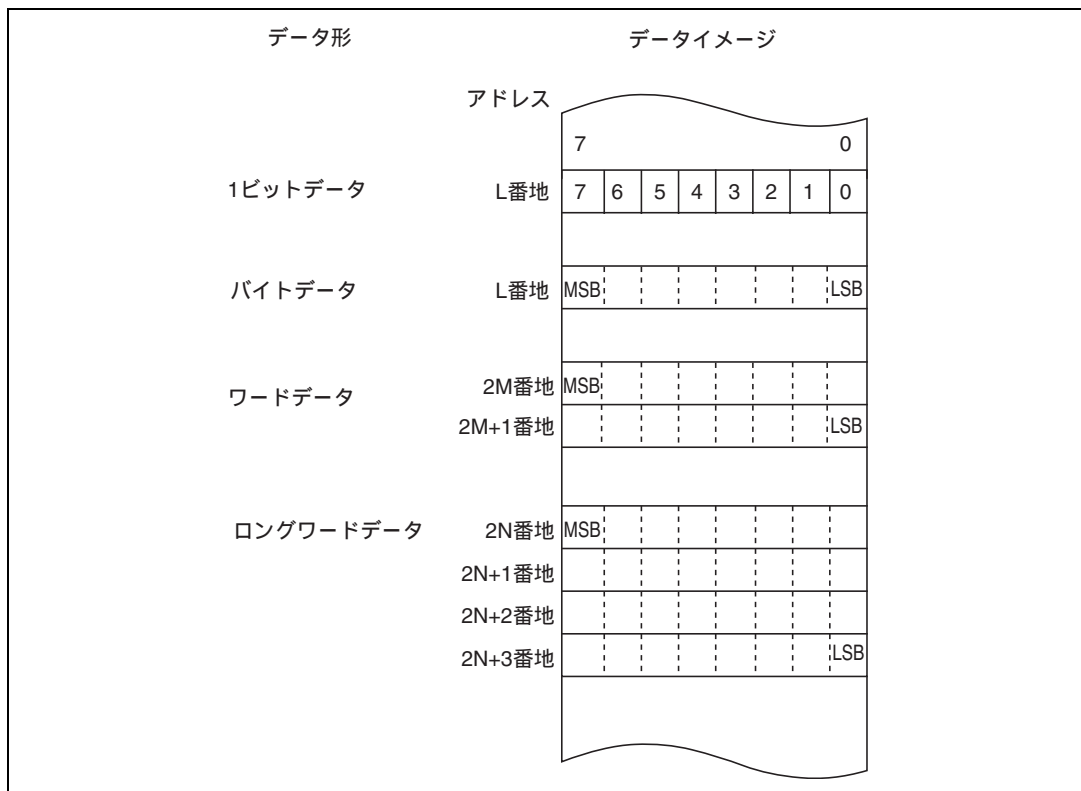 データ形 データイメージ
アドレス
7 0
1ビットデータ L番地 7 6 5 4 3 2 1 0
バイトデータ L番地 MSB LSB
ワードデータ
2M番地 MSB
2M+1番地 LSB
ロングワードデータ 2N番地 MSB
2N+1番地
2N+2番地
2N+3番地 LSB